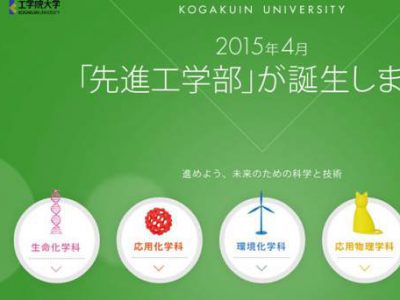 工学院大学
KOGAKUIN UNIVERSITY
KOGAKUIN UNIVERSITY
2015年4月
「先進工学部」が誕生しま
進めよう、未来のための科学と技術
生命化学科
応用化学科
環境化学科
応用物理学科